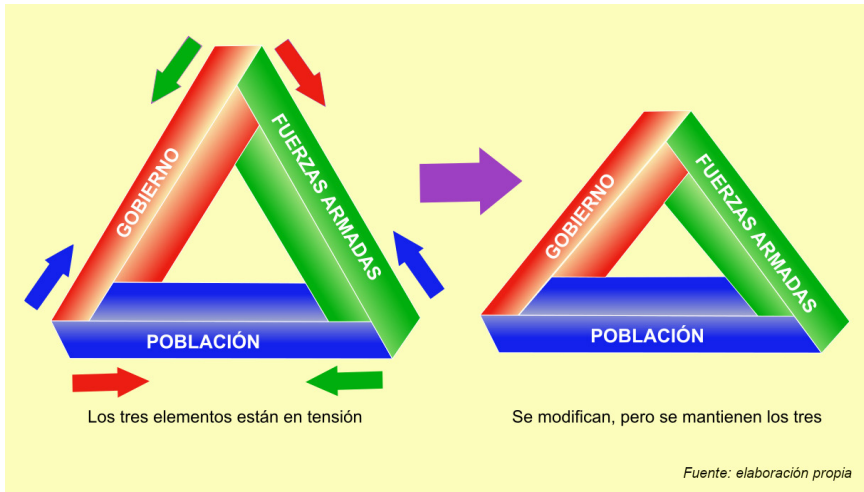 GOBIERNO
FUERZAS ARMADAS
POBLACIÓN
Los tres elementos están en tensión
GOBIERNO
FUERZAS ARMADAS
POBLACIÓN
Se modifican, pero se mantienen los tres
Fuente: elaboración propia